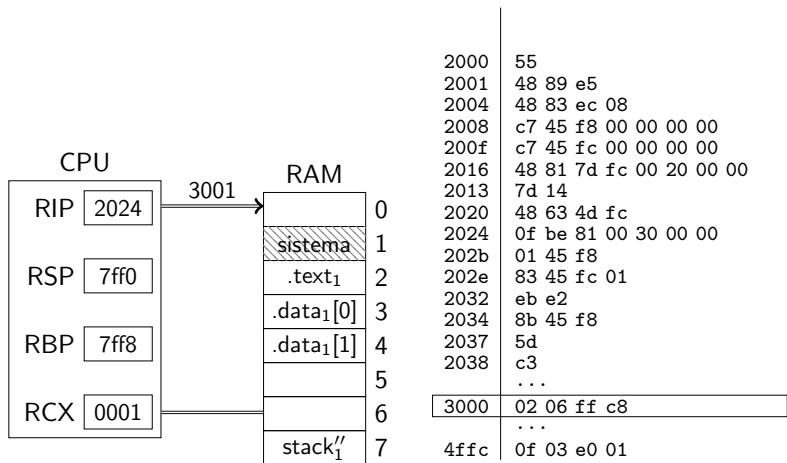 CPU
RIP 2024
RSP 7ff0
RBP 7ff8
RCX 0001
3001
RAM
0
sistema 1
.text₁ 2
.data₁[0] 3
.data₁[1] 4
5
6
stack″₁ 7
2000 55
2001 48 89 e5
2004 48 83 ec 08
2008 c7 45 f8 00 00 00 00
200f c7 45 fc 00 00 00 00
2016 48 81 7d fc 00 20 00 00
2013 7d 14
2020 48 63 4d fc
2024 0f be 81 00 30 00 00
202b 01 45 f8
202e 83 45 fc 01
2032 eb e2
2034 8b 45 f8
2037 5d
2038 c3
...
3000 02 06 ff c8
...
4ffc 0f 03 e0 01